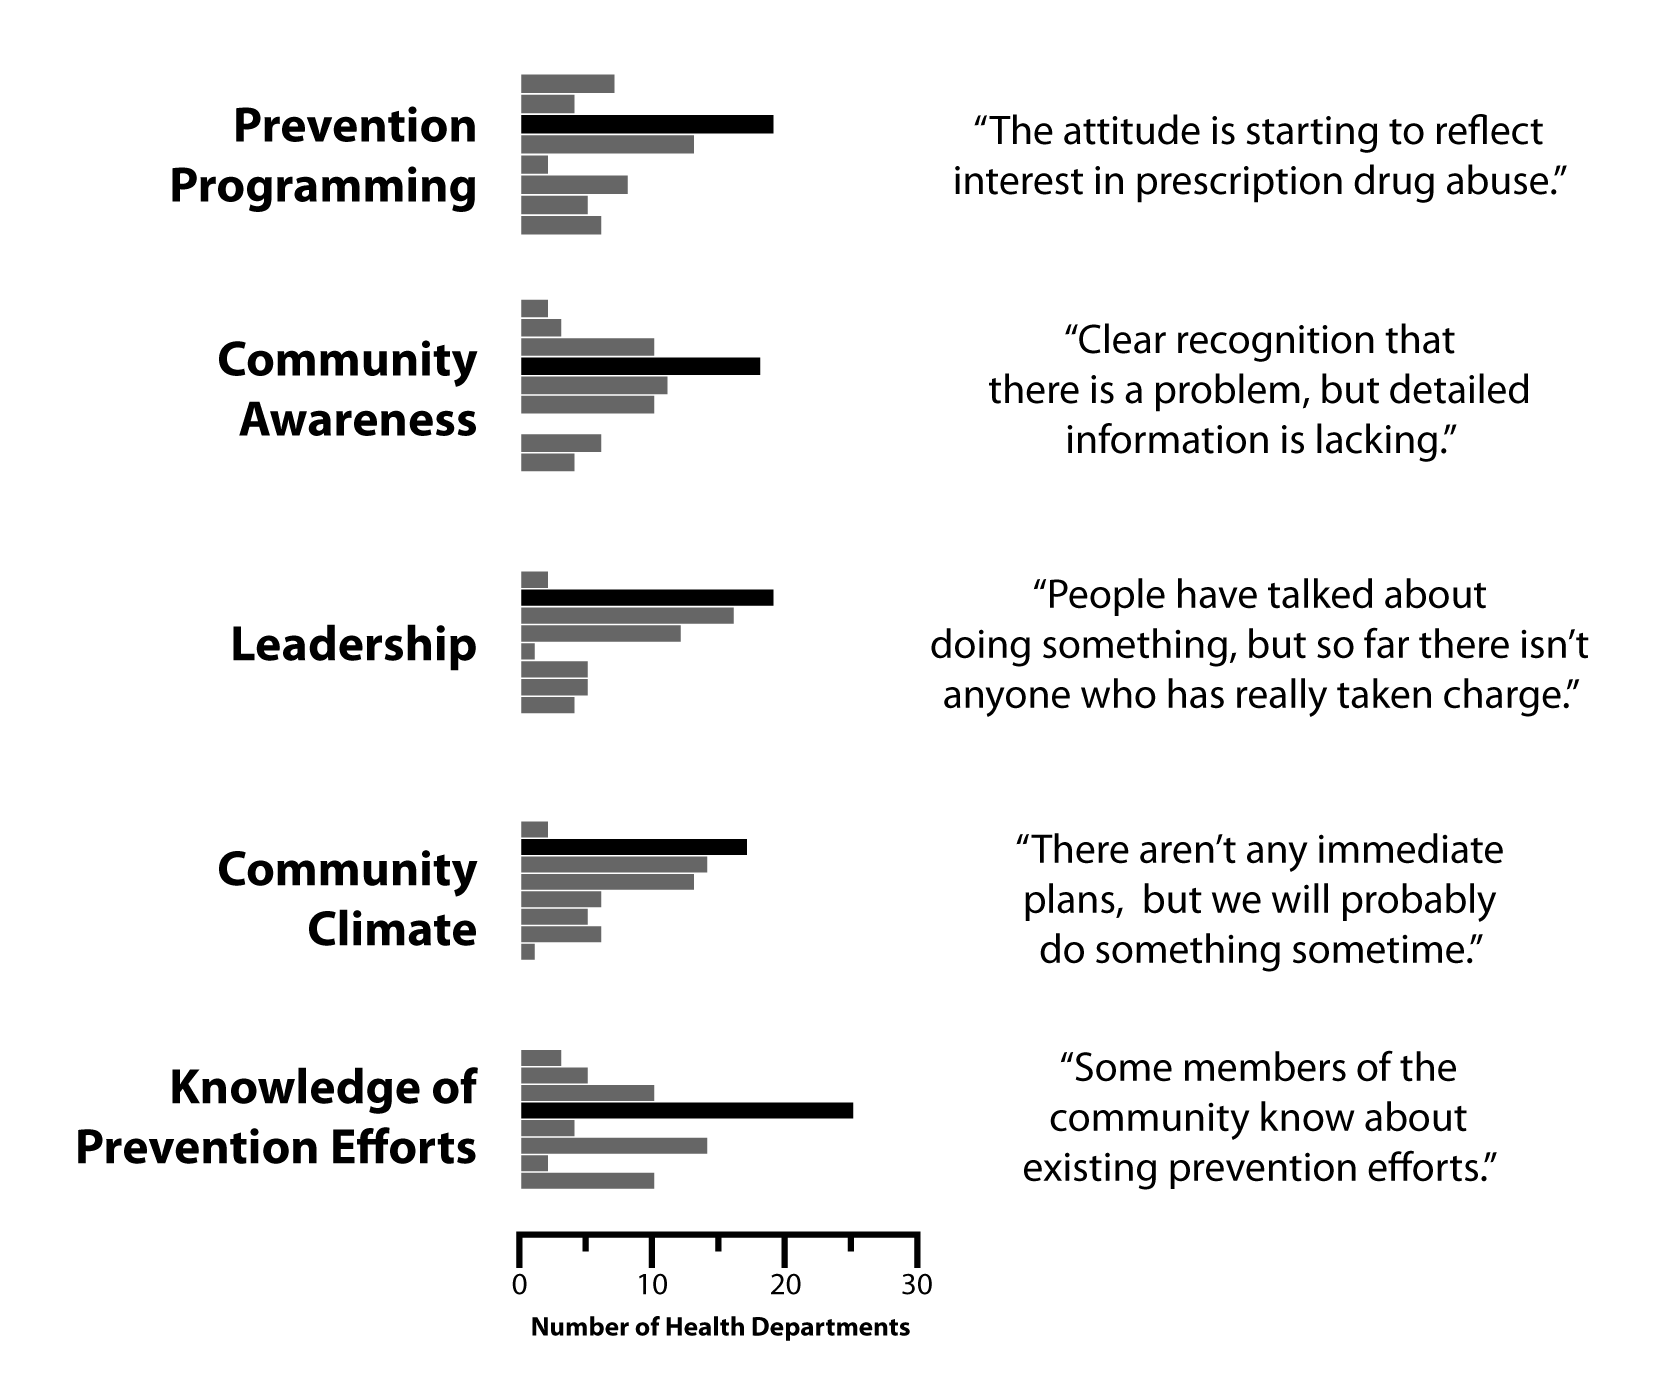 Prevention
Programming
“The attitude is starting to reflect
interest in prescription drug abuse.”
Community
Awareness
“Clear recognition that
there is a problem, but detailed
information is lacking.”
Leadership
“People have talked about
doing something, but so far there isn’t
anyone who has really taken charge.”
Community
Climate
“There aren’t any immediate
plans,  but we will probably
do something sometime.”
Knowledge of
Prevention Efforts
“Some members of the
community know about
existing prevention efforts.”
0 10 20 30
Number of Health Departments